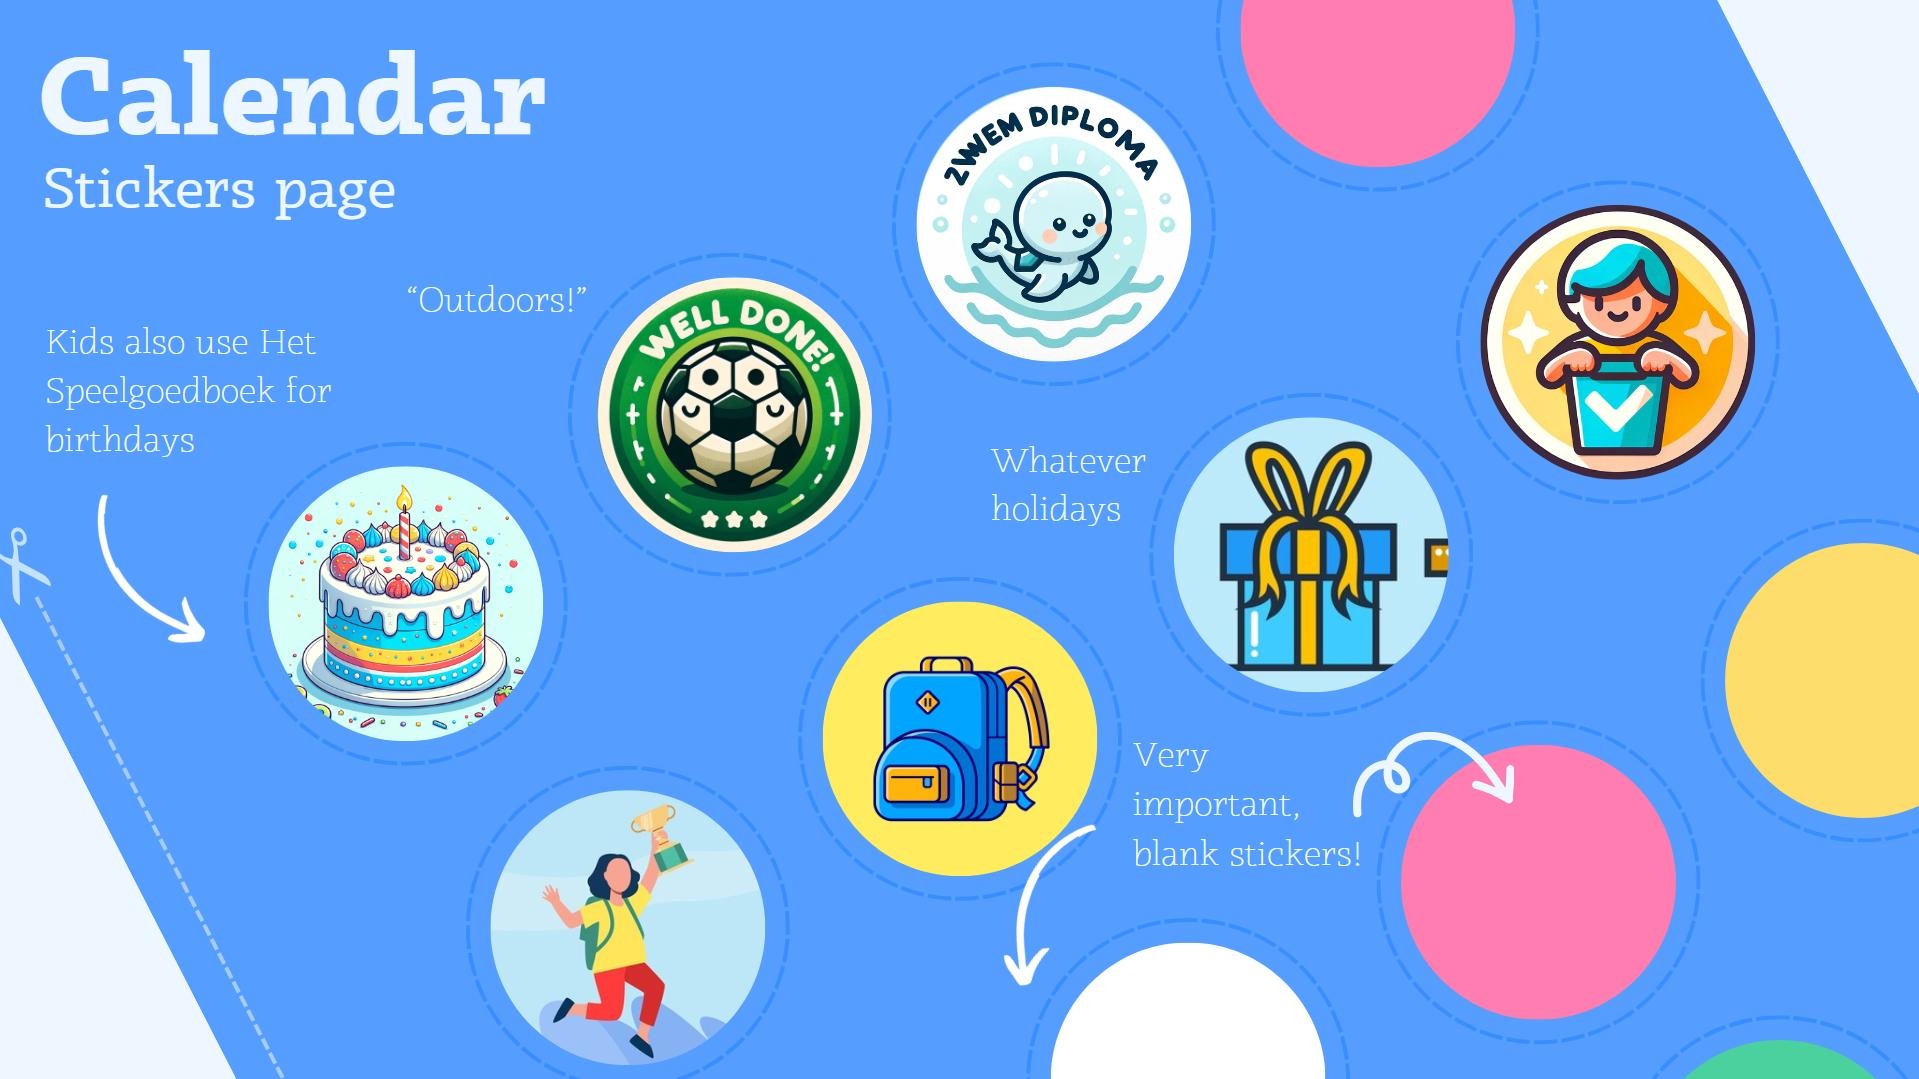 Calendar
Stickers page
“Outdoors!”
Kids also use Het
Speelgoedboek for
birthdays
WELL DONE!
2WWEM DIPLOMA
Whatever
holidays
Very
important,
blank stickers!